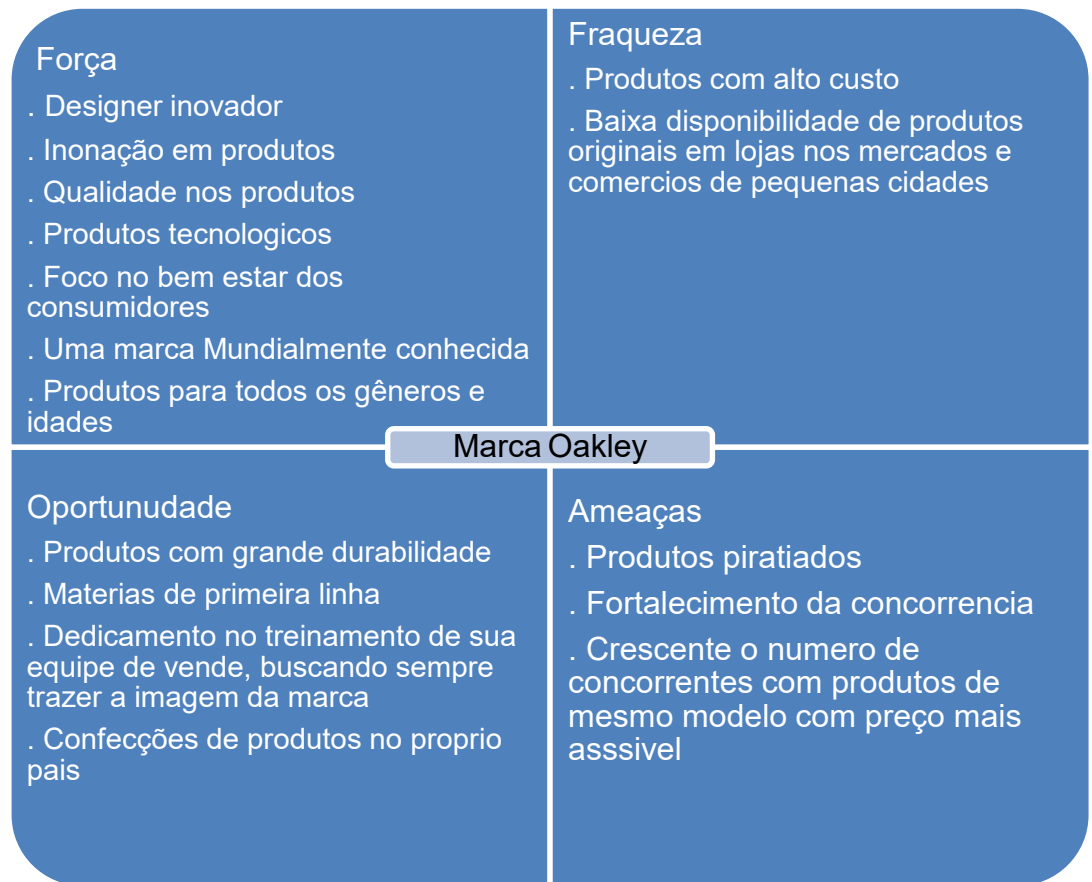 Força
. Designer inovador
. Inonação em produtos
. Qualidade nos produtos
. Produtos tecnologicos
. Foco no bem estar dos
consumidores
. Uma marca Mundialmente conhecida
. Produtos para todos os gêneros e
idades
Fraqueza
. Produtos com alto custo
. Baixa disponibilidade de produtos
originais em lojas nos mercados e
comercios de pequenas cidades
Marca Oakley
Oportunudade
. Produtos com grande durabilidade
. Materias de primeira linha
. Dedicamento no treinamento de sua
equipe de vende, buscando sempre
trazer a imagem da marca
. Confecções de produtos no proprio
pais
Ameaças
. Produtos piratiados
. Fortalecimento da concorrencia
. Crescente o numero de
concorrentes com produtos de
mesmo modelo com preço mais
asssivel